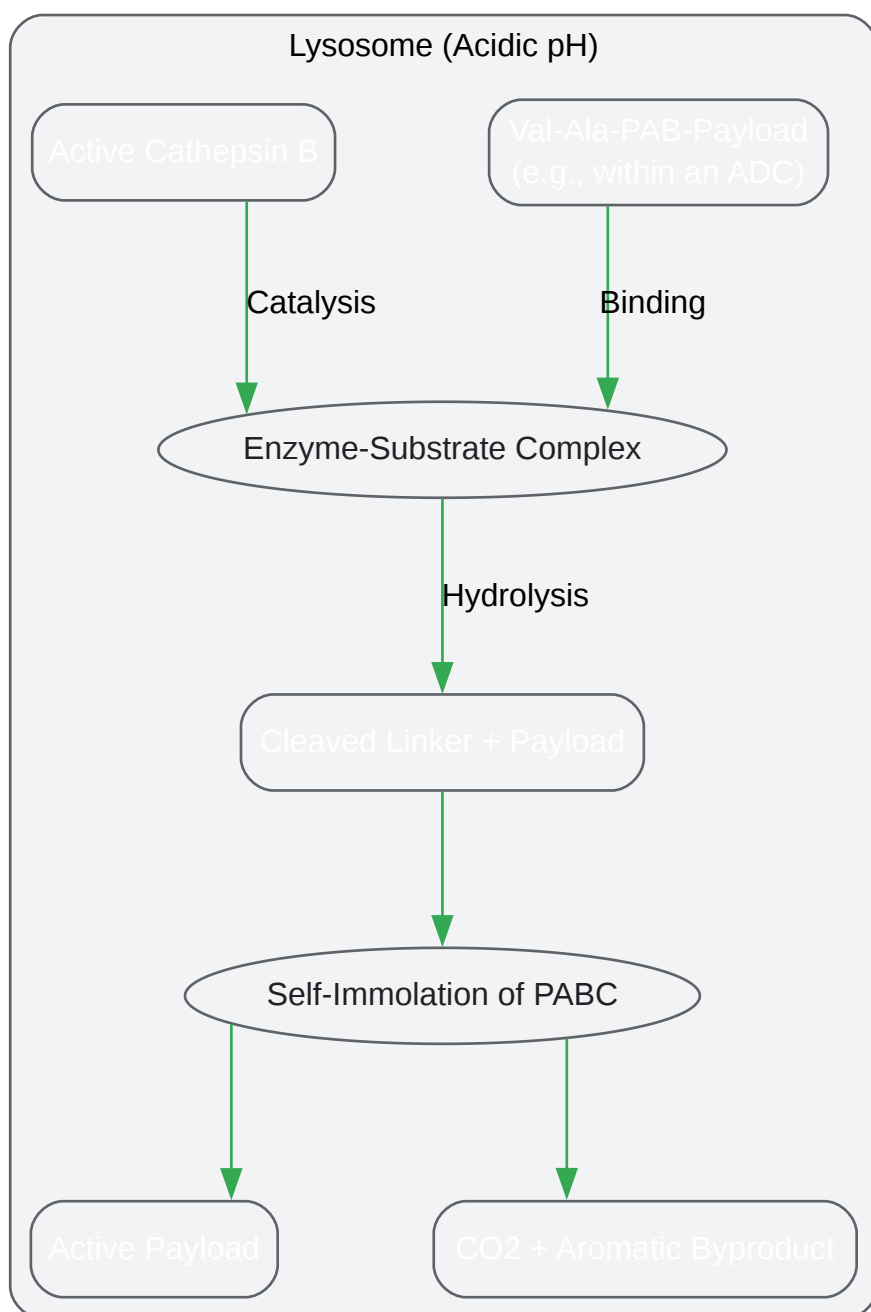 Lysosome (Acidic pH)
Active Cathepsin B
Val-Ala-PAB-Payload
(e.g., within an ADC)
Catalysis
Binding
Enzyme-Substrate Complex
Hydrolysis
Cleaved Linker + Payload
Self-Immolation of PABC
Active Payload
CO2 + Aromatic Byproduct